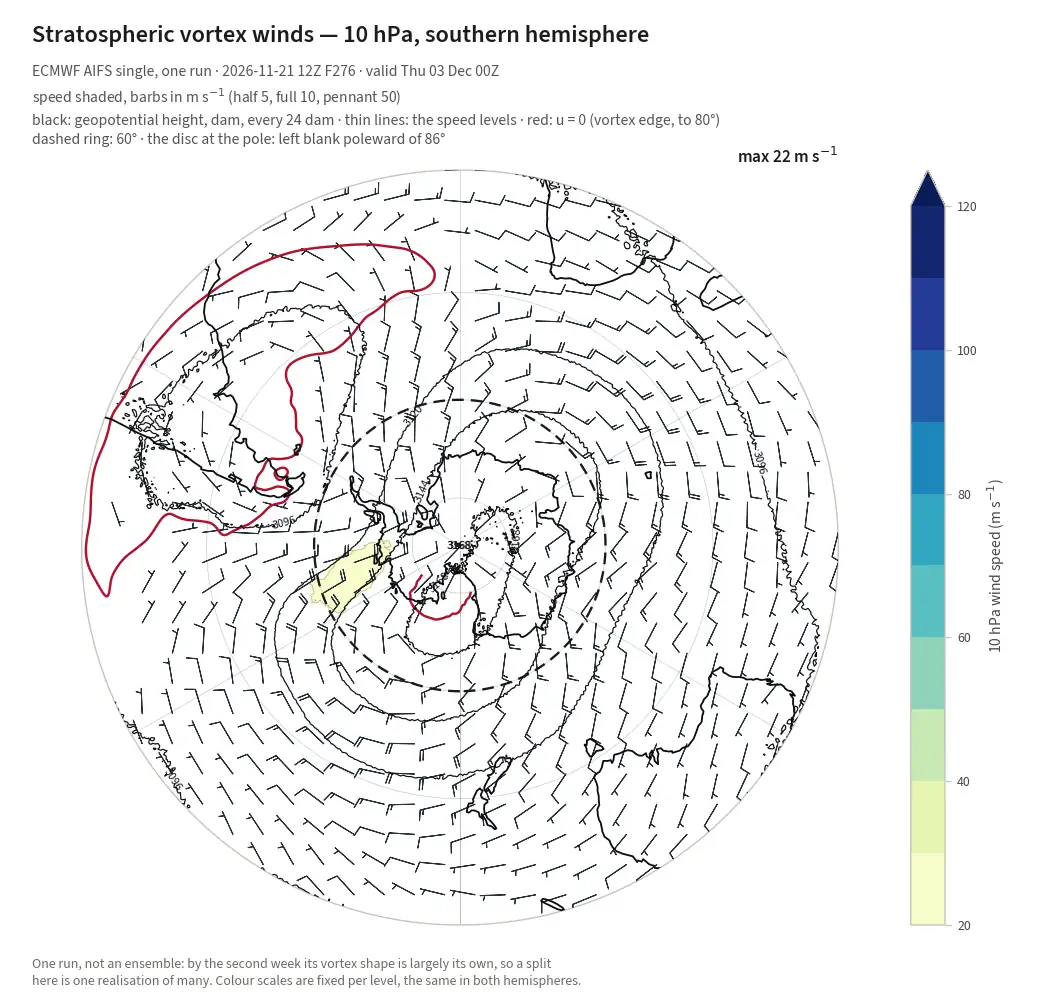 Stratospheric vortex winds — 10 hPa, southern hemisphere
ECMWF AIFS single, one run · 2026-11-21 12Z F276 · valid Thu 03 Dec 00Z
speed shaded, barbs in m s⁻¹ (half 5, full 10, pennant 50)
black: geopotential height, dam, every 24 dam · thin lines: the speed levels · red: u = 0 (vortex edge, to 80°)
dashed ring: 60° · the disc at the pole: left blank poleward of 86°
max 22 m s⁻¹
120
100
80
60
40
20
10 hPa wind speed (m s⁻¹)
3096
3144
3096
3168
3096
One run, not an ensemble: by the second week its vortex shape is largely its own, so a split
here is one realisation of many. Colour scales are fixed per level, the same in both hemispheres.